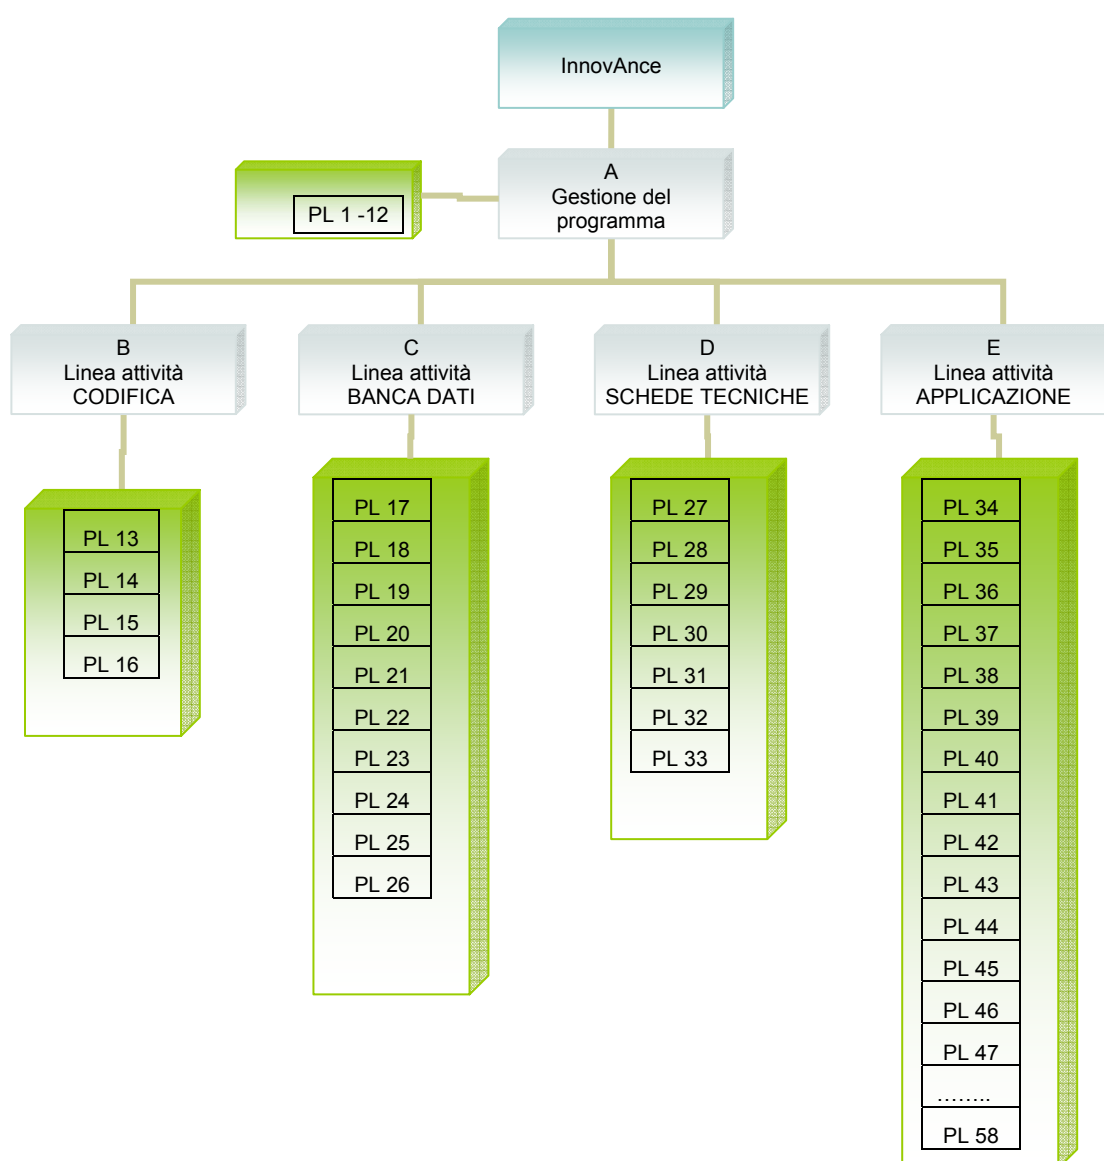 InnovAnce
A
Gestione del
programma
PL 1 -12
B
Linea attività
CODIFICA
C
Linea attività
BANCA DATI
D
Linea attività
SCHEDE TECNICHE
E
Linea attività
APPLICAZIONE
PL 13
PL 14
PL 15
PL 16
PL 17
PL 18
PL 19
PL 20
PL 21
PL 22
PL 23
PL 24
PL 25
PL 26
PL 27
PL 28
PL 29
PL 30
PL 31
PL 32
PL 33
PL 34
PL 35
PL 36
PL 37
PL 38
PL 39
PL 40
PL 41
PL 42
PL 43
PL 44
PL 45
PL 46
PL 47
……..
PL 58